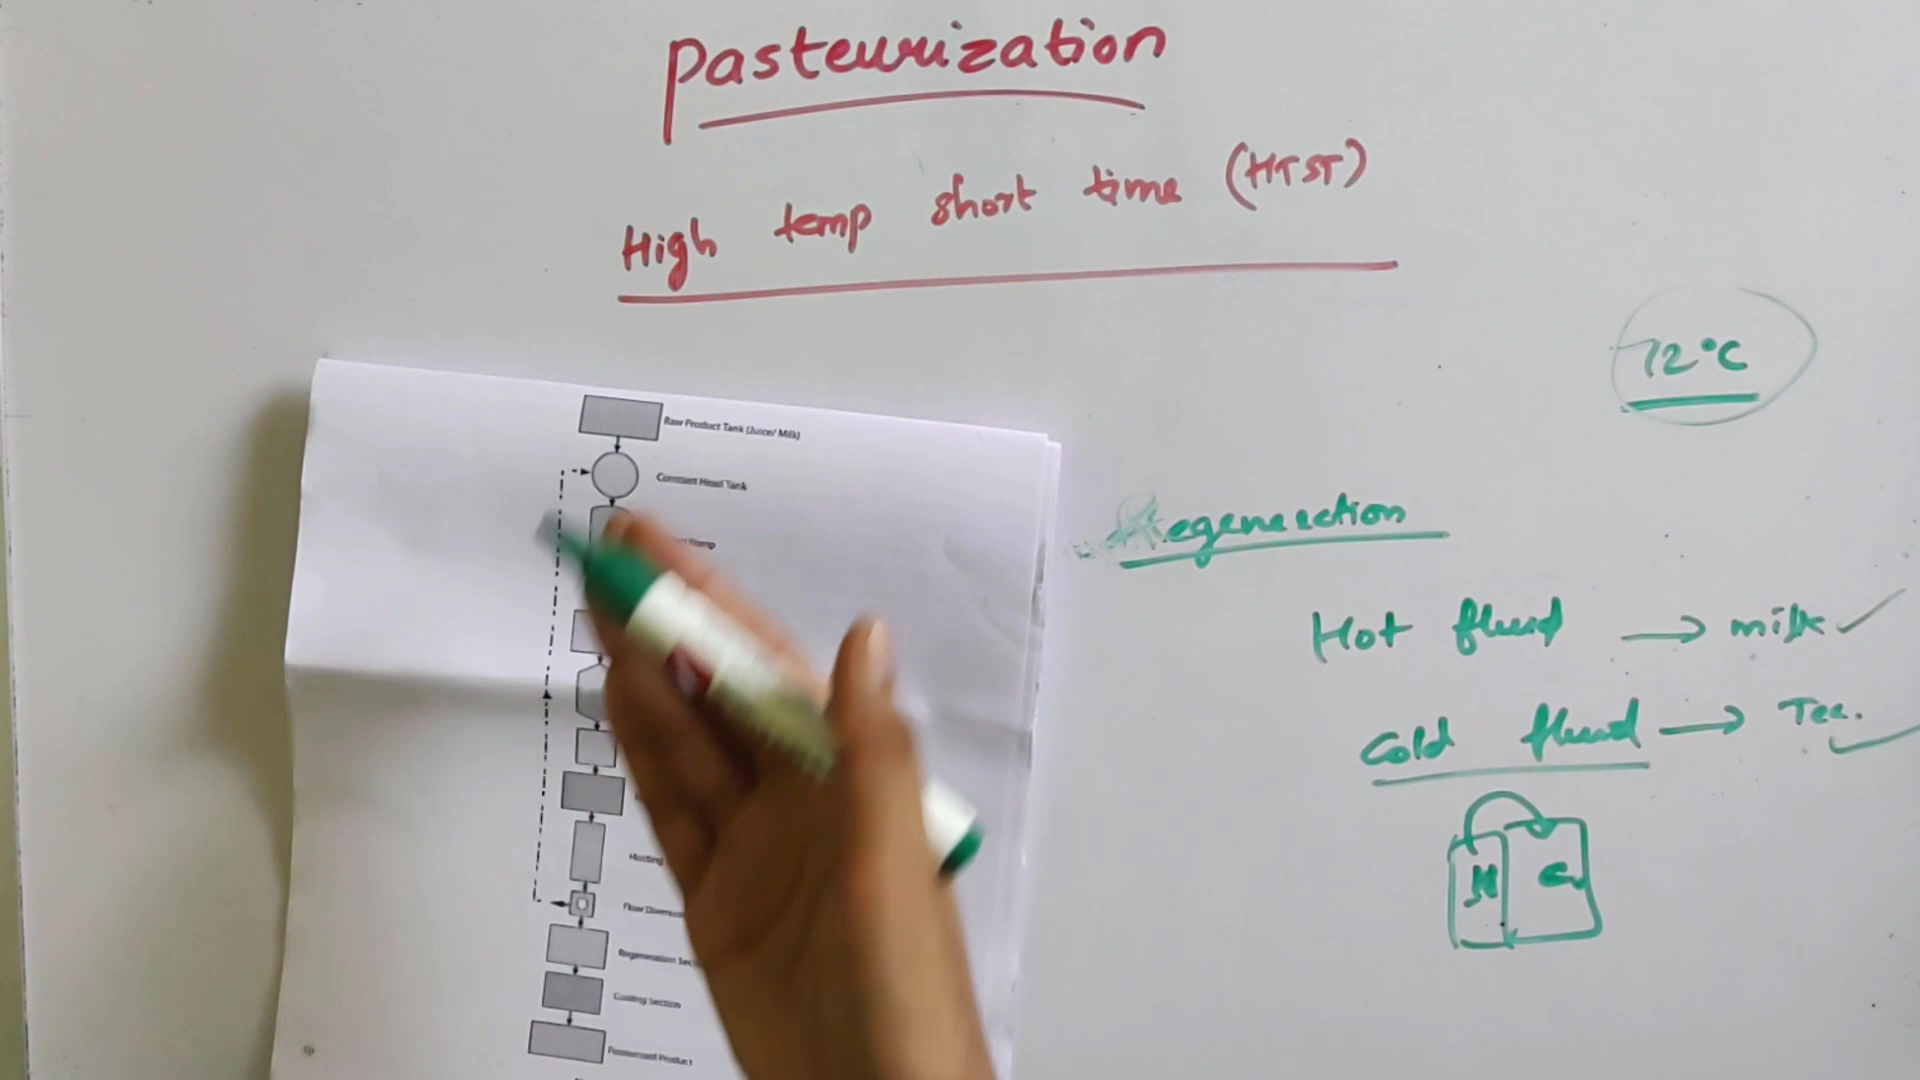 Pasteurization
High temp short time (HTST)
72°C
Raw Product Tank (Juice/ Milk)
Constant Head Tank
Regeneration
Hot fluid → milk ✓
Cold fluid → Tea.
H
Holding
Flow
Regeneration
Cooling Section
Pasteurized Product